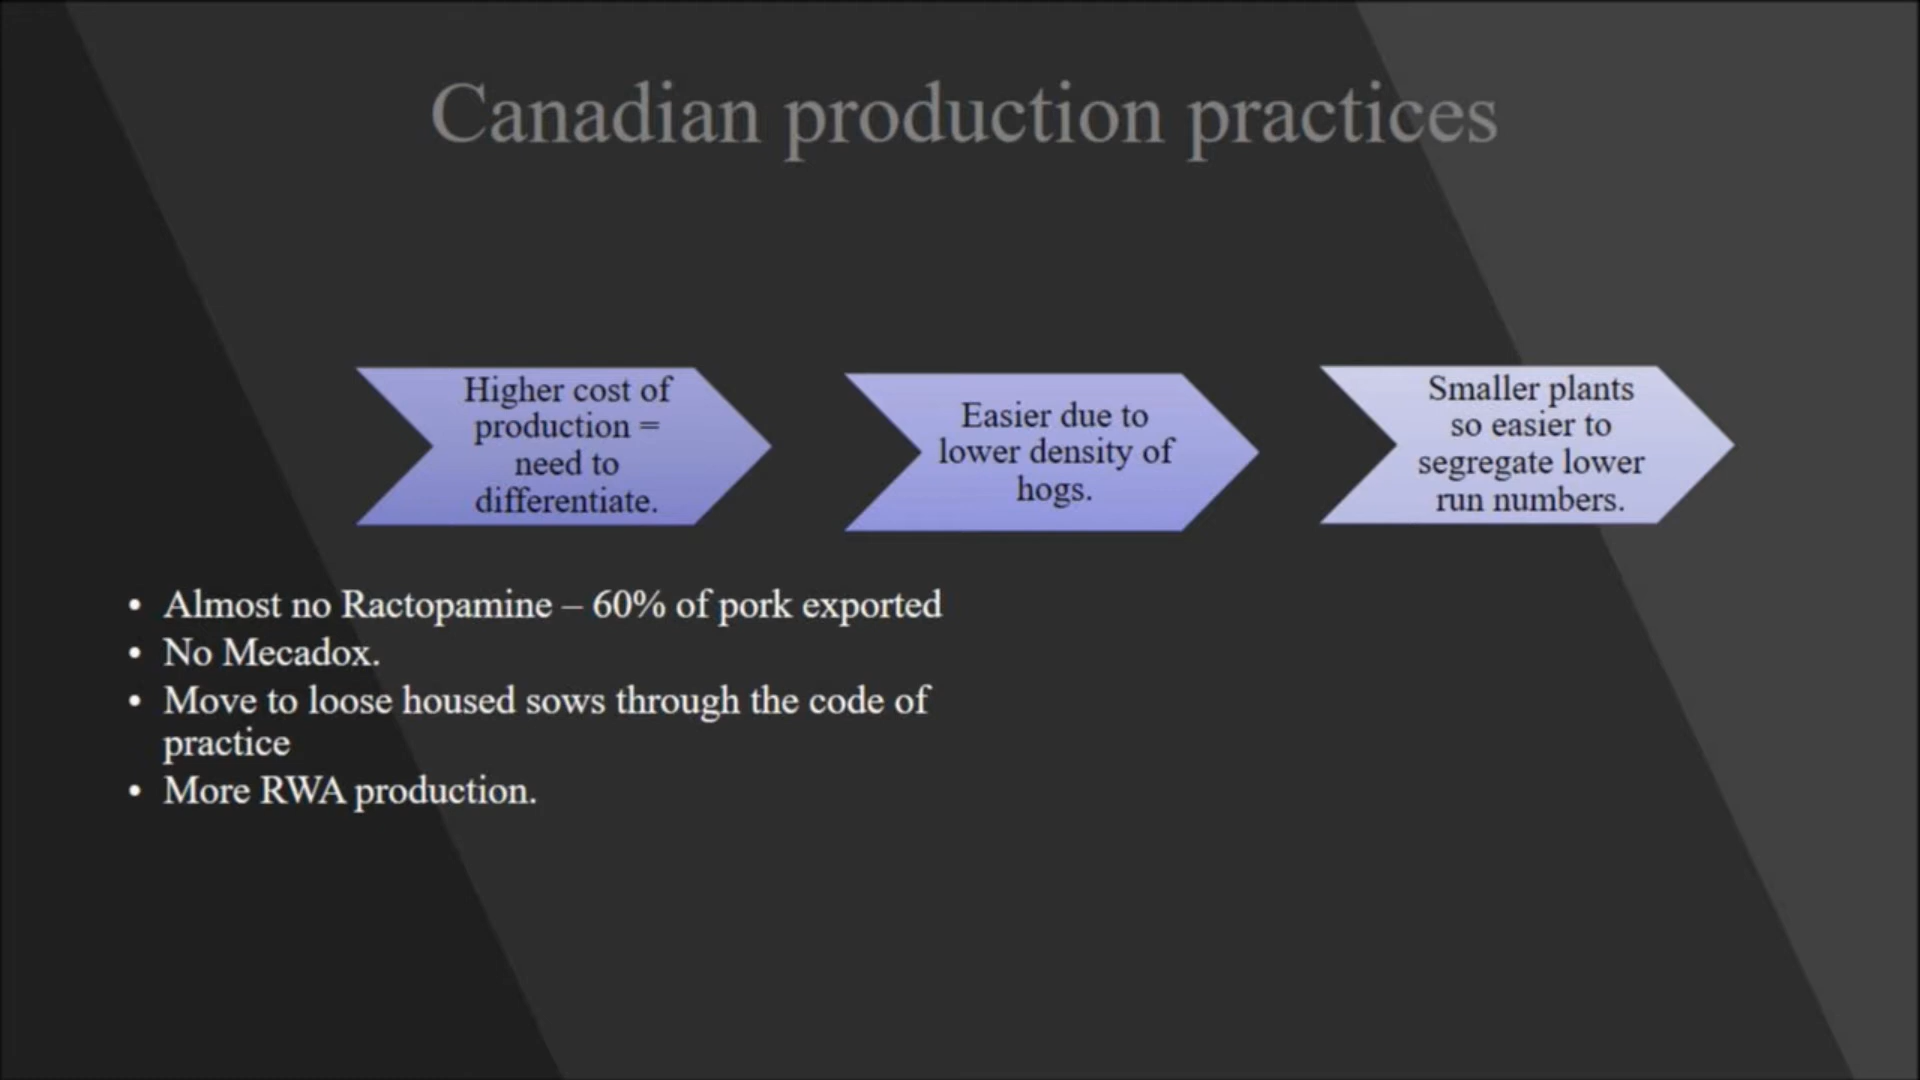 Canadian production practices
Higher cost of
production =
need to
differentiate.
Easier due to
lower density of
hogs.
Smaller plants
so easier to
segregate lower
run numbers.
• Almost no Ractopamine – 60% of pork exported
• No Mecadox.
• Move to loose housed sows through the code of
practice
• More RWA production.